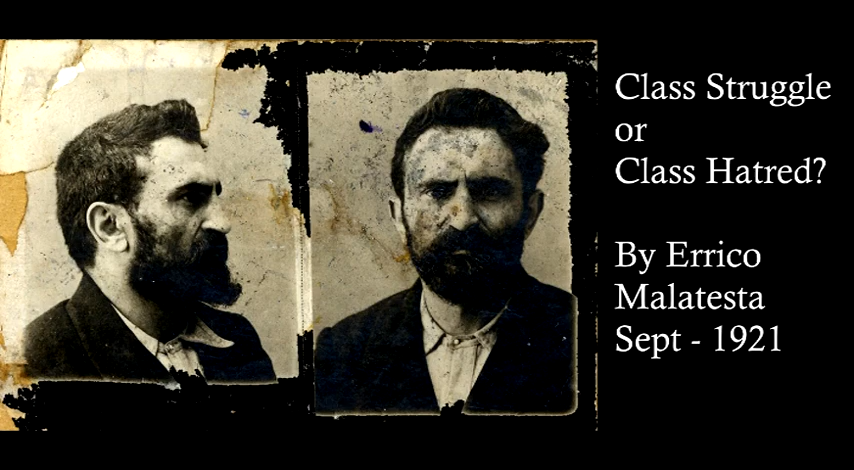 Class Struggle
or
Class Hatred?
By Errico
Malatesta
Sept - 1921